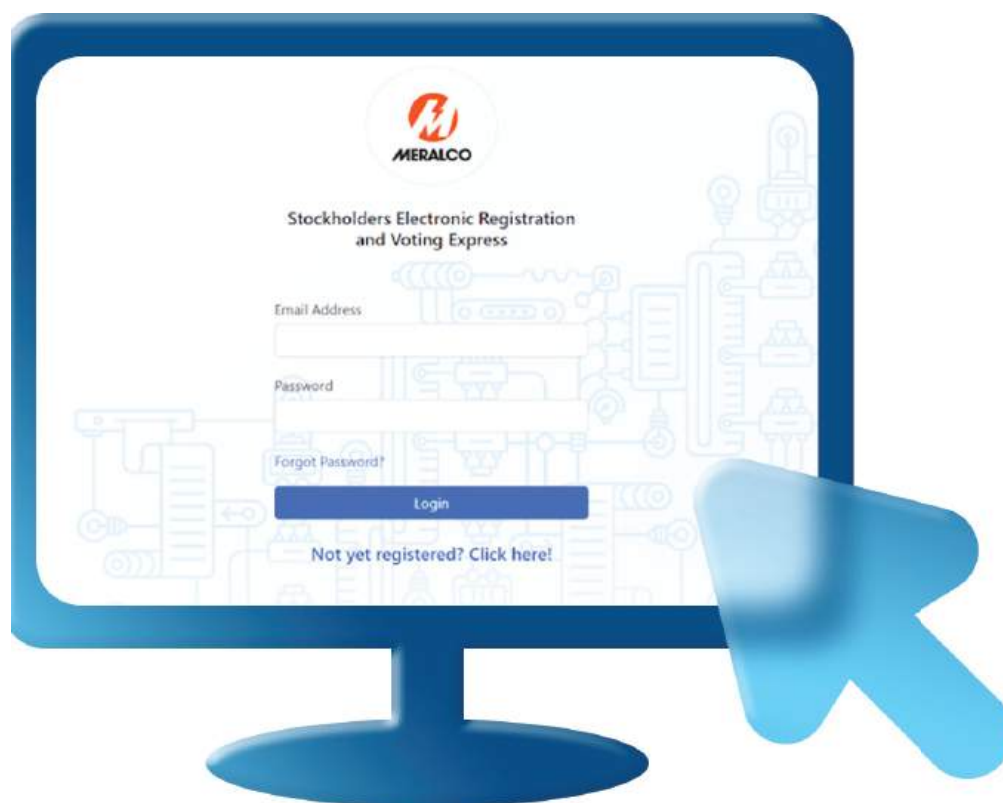 MERALCO
Stockholders Electronic Registration
and Voting Express
Email Address
Password
Forgot Password?
Login
Not yet registered? Click here!